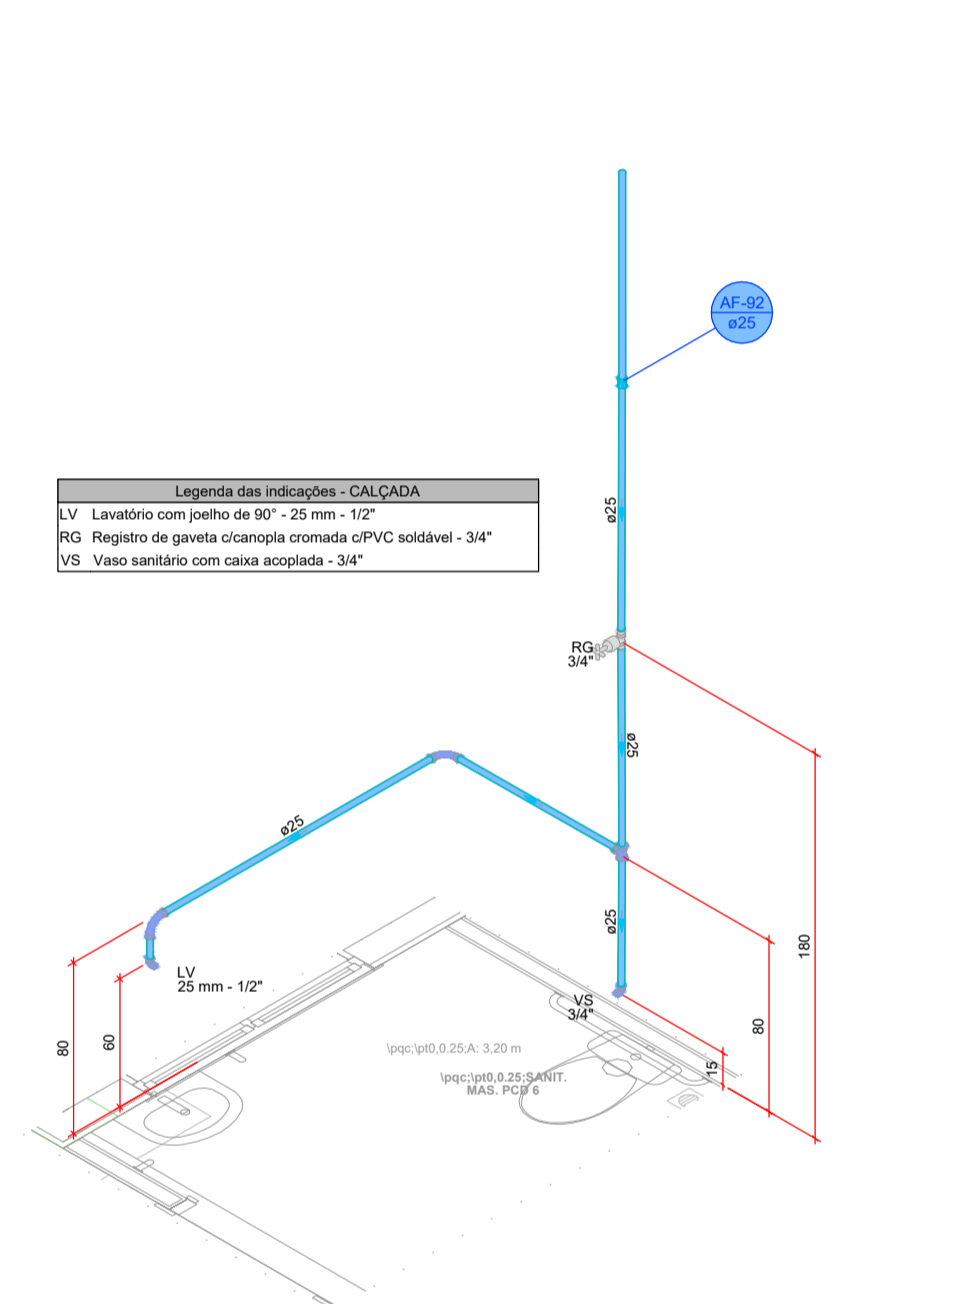 AF-92
ø25
ø25
Legenda das indicações - CALÇADA
LV Lavatório com joelho de 90° - 25 mm - 1/2"
RG Registro de gaveta c/canopla cromada c/PVC soldável - 3/4"
VS Vaso sanitário com caixa acoplada - 3/4"
RG
3/4"
ø25
ø25
ø25
180
LV
25 mm - 1/2"
VS
3/4"
80
60
80
15
\pqc;\pt0,0.25;A: 3,20 m
\pqc;\pt0,0.25;SANIT.
MAS. PCD 6